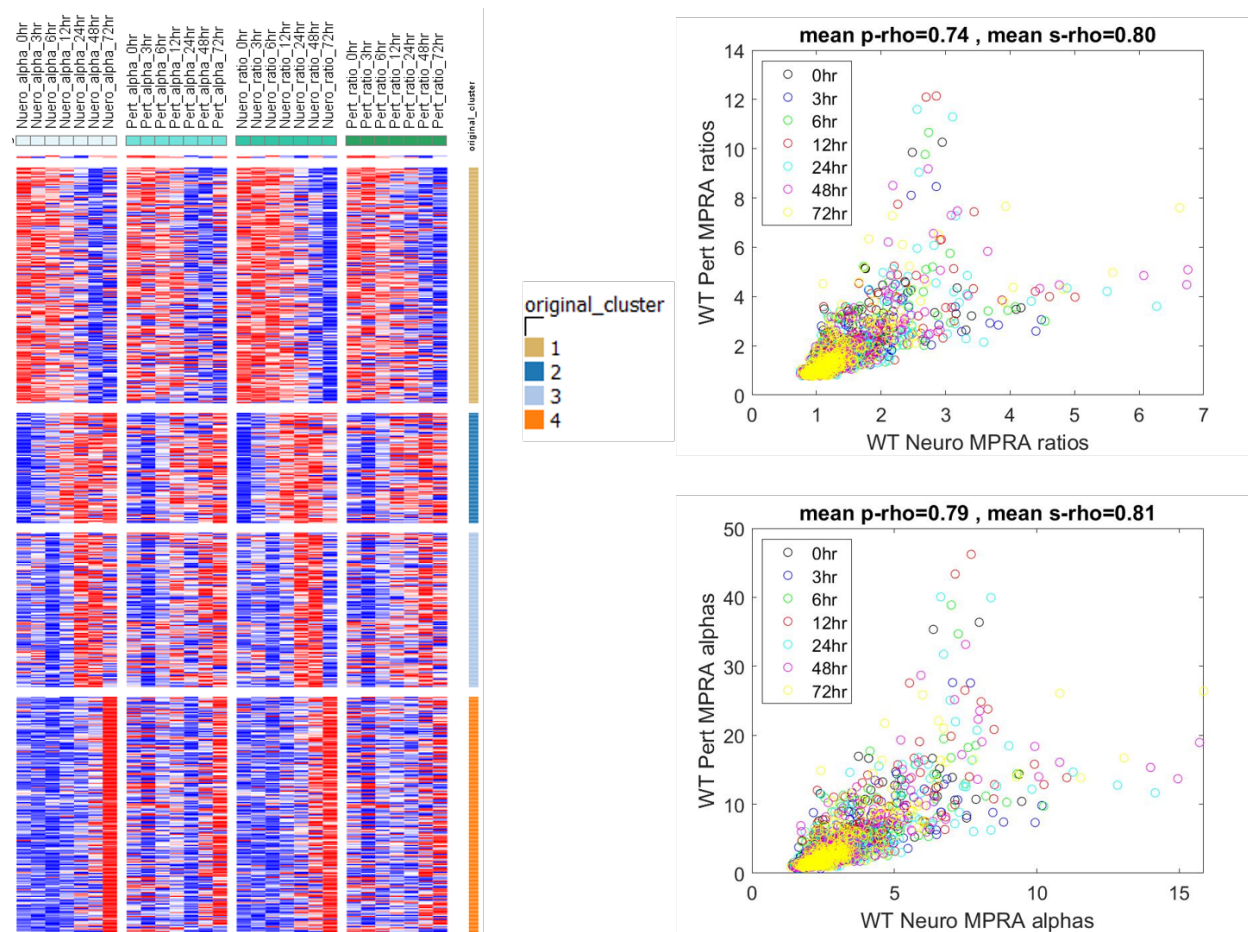 Nuero_alpha_0hr
Nuero_alpha_3hr
Nuero_alpha_6hr
Nuero_alpha_12hr
Nuero_alpha_24hr
Nuero_alpha_48hr
Nuero_alpha_72hr
Pert_alpha_0hr
Pert_alpha_3hr
Pert_alpha_6hr
Pert_alpha_12hr
Pert_alpha_24hr
Pert_alpha_48hr
Pert_alpha_72hr
Nuero_ratio_0hr
Nuero_ratio_3hr
Nuero_ratio_6hr
Nuero_ratio_12hr
Nuero_ratio_24hr
Nuero_ratio_48hr
Nuero_ratio_72hr
Pert_ratio_0hr
Pert_ratio_3hr
Pert_ratio_6hr
Pert_ratio_12hr
Pert_ratio_24hr
Pert_ratio_48hr
Pert_ratio_72hr
original_cluster
original_cluster
1
2
3
4
mean p-rho=0.74 , mean s-rho=0.80
WT Pert MPRA ratios
14
12
10
8
6
4
2
0
0hr
3hr
6hr
12hr
24hr
48hr
72hr
0 1 2 3 4 5 6 7
WT Neuro MPRA ratios
mean p-rho=0.79 , mean s-rho=0.81
WT Pert MPRA alphas
50
40
30
20
10
0
0hr
3hr
6hr
12hr
24hr
48hr
72hr
0 5 10 15
WT Neuro MPRA alphas